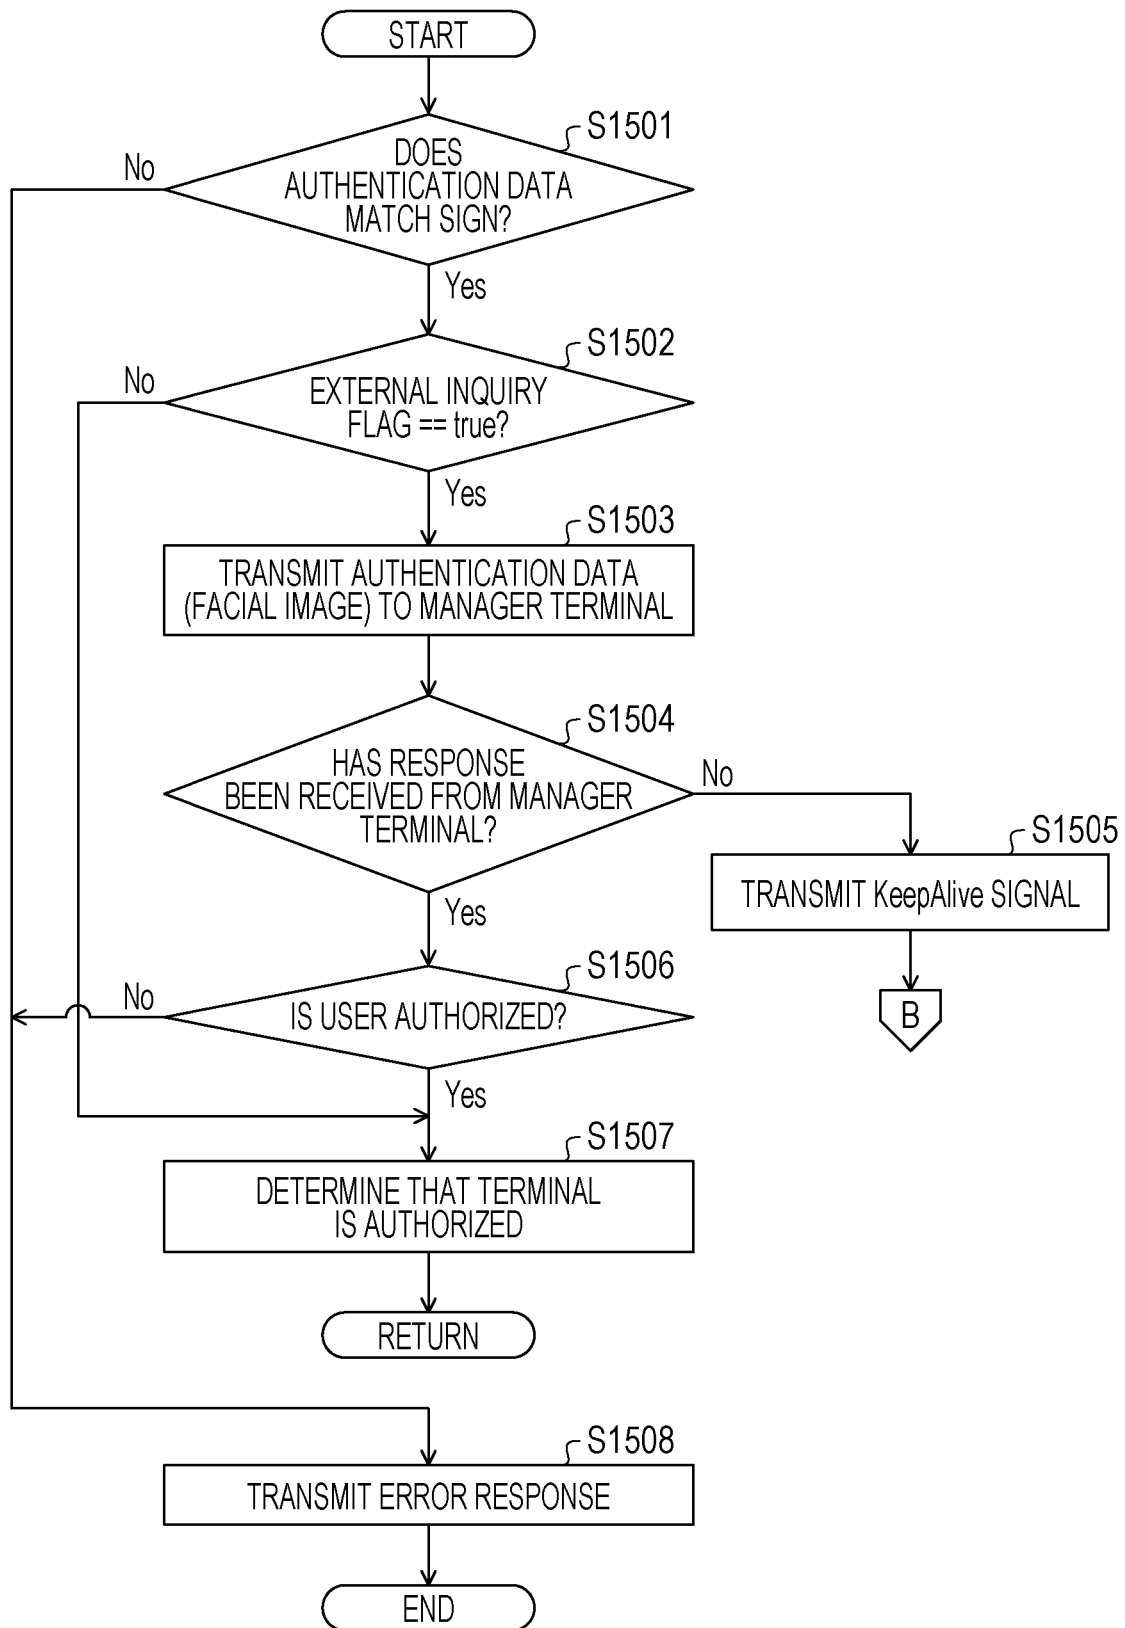 START
S1501
No
DOES
AUTHENTICATION DATA
MATCH SIGN?
Yes
S1502
No
EXTERNAL INQUIRY
FLAG == true?
Yes
S1503
TRANSMIT AUTHENTICATION DATA
(FACIAL IMAGE) TO MANAGER TERMINAL
S1504
HAS RESPONSE
BEEN RECEIVED FROM MANAGER
TERMINAL?
No
S1505
TRANSMIT KeepAlive SIGNAL
B
Yes
S1506
No
IS USER AUTHORIZED?
Yes
S1507
DETERMINE THAT TERMINAL
IS AUTHORIZED
RETURN
S1508
TRANSMIT ERROR RESPONSE
END